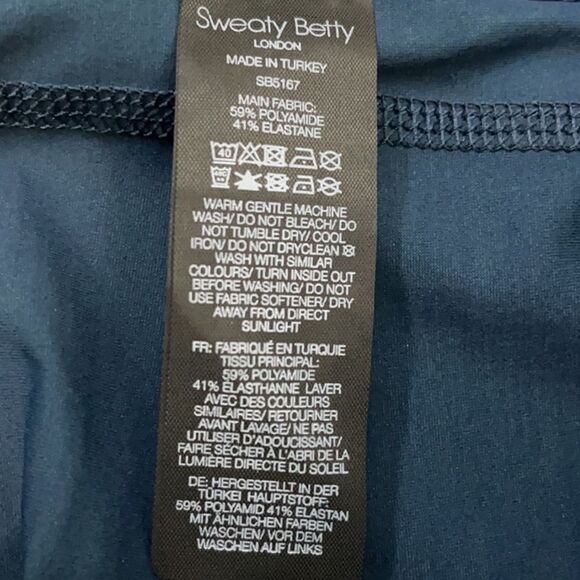 Sweaty Betty
LONDON
MADE IN TURKEY
SB5167
MAIN FABRIC:
59% POLYAMIDE
41% ELASTANE
40
WARM GENTLE MACHINE
WASH/ DO NOT BLEACH/ DO
NOT TUMBLE DRY/ COOL
IRON/ DO NOT DRYCLEAN
WASH WITH SIMILAR
COLOURS/ TURN INSIDE OUT
BEFORE WASHING/ DO NOT
USE FABRIC SOFTENER/ DRY
AWAY FROM DIRECT
SUNLIGHT
FR: FABRIQUÉ EN TURQUIE
TISSU PRINCIPAL:
59% POLYAMIDE
41% ÉLASTHANNE LAVER
AVEC DES COULEURS
SIMILAIRES/ RETOURNER
AVANT LAVAGE/ NE PAS
UTILISER D'ADOUCISSANT/
FAIRE SÉCHER À L'ABRI DE LA
LUMIÈRE DIRECTE DU SOLEIL
DE: HERGESTELLT IN DER
TÜRKEI HAUPTSTOFF:
59% POLYAMID 41% ELASTAN
MIT ÄHNLICHEN FARBEN
WASCHEN/ VOR DEM
WASCHEN AUF LINKS